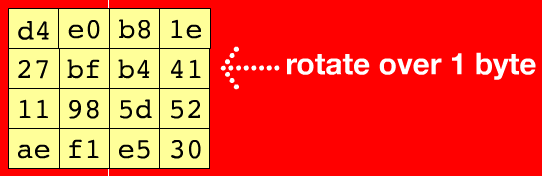 d4 e0 b8 1e
27 bf b4 41 rotate over 1 byte
11 98 5d 52
ae f1 e5 30